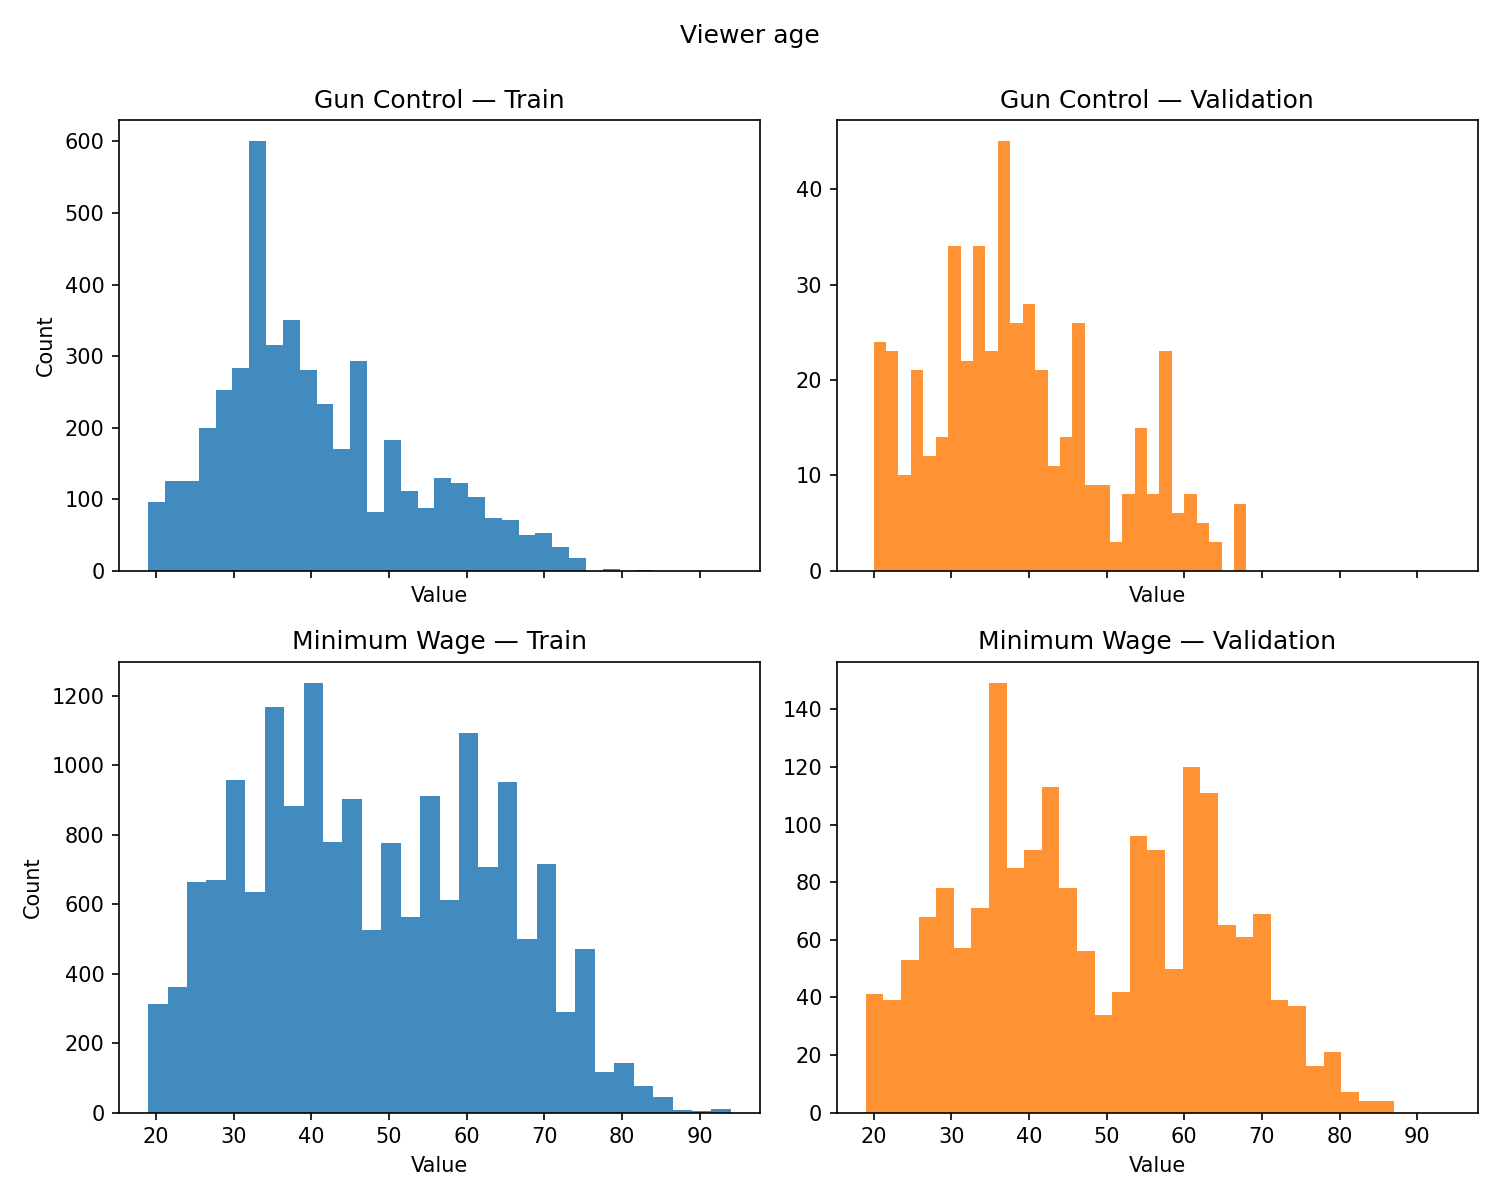 Viewer age
Gun Control — Train
Gun Control — Validation
600
500
400
300
200
100
0
Count
Value
40
30
20
10
0
Value
Minimum Wage — Train
Minimum Wage — Validation
1200
1000
800
600
400
200
0
Count
20 30 40 50 60 70 80 90
Value
140
120
100
80
60
40
20
0
20 30 40 50 60 70 80 90
Value